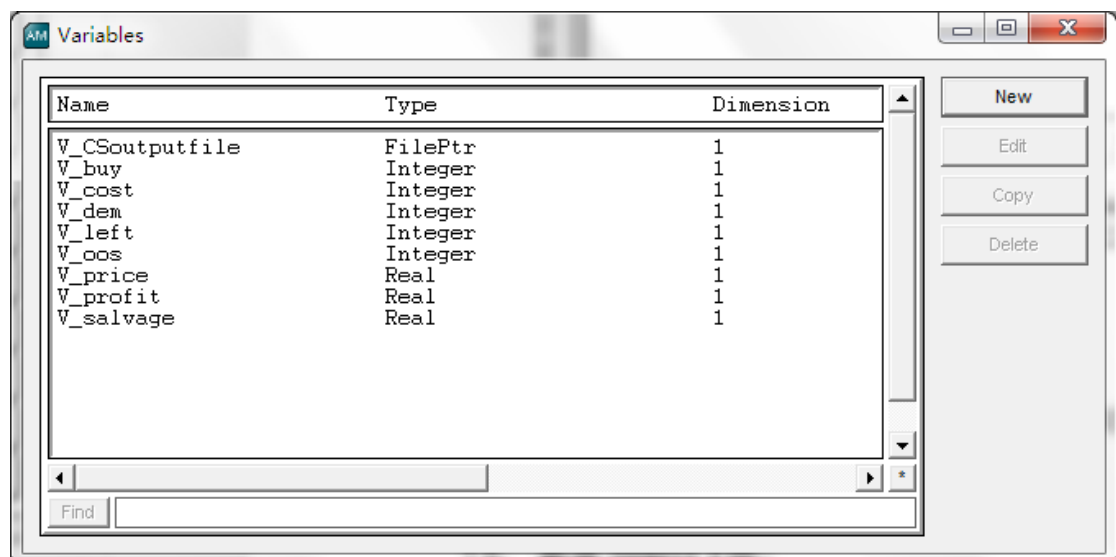 AM Variables
Name Type Dimension New
V_CSoutputfile FilePtr 1 Edit
V_buy Integer 1
V_cost Integer 1 Copy
V_dem Integer 1
V_left Integer 1 Delete
V_oos Integer 1
V_price Real 1
V_profit Real 1
V_salvage Real 1
*
Find